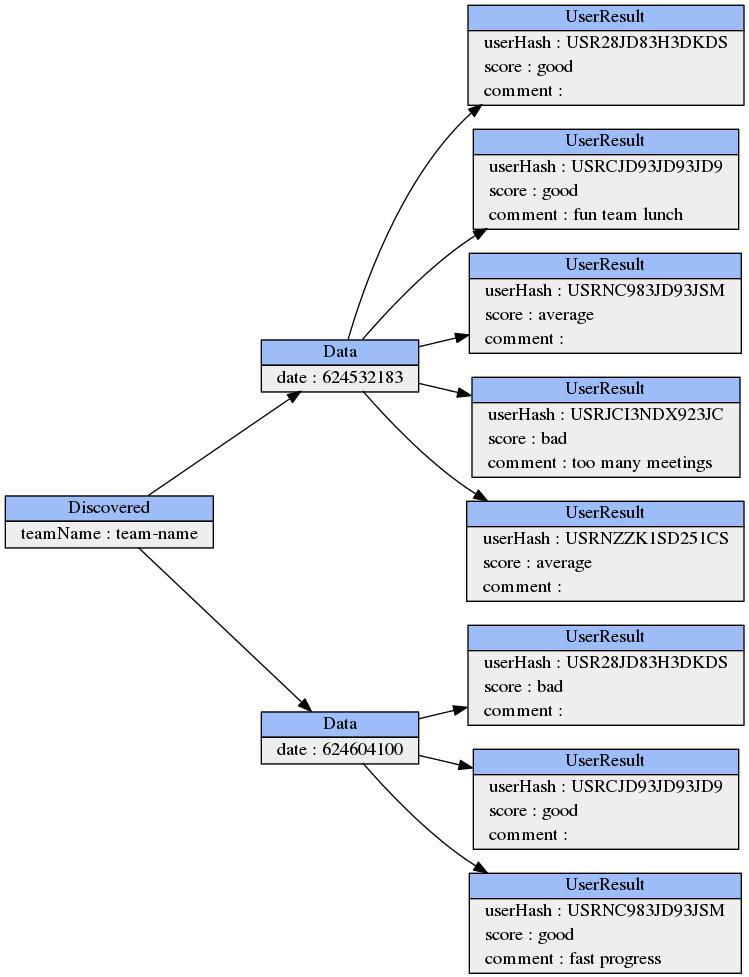 UserResult
userHash : USR28JD83H3DKDS
score : good
comment :
UserResult
userHash : USRCJD93JD93JD9
score : good
comment : fun team lunch
UserResult
userHash : USRNC983JD93JSM
score : average
comment :
Data
date : 624532183
UserResult
userHash : USRJCI3NDX923JC
score : bad
comment : too many meetings
Discovered
teamName : team-name
UserResult
userHash : USRNZZK1SD251CS
score : average
comment :
UserResult
userHash : USR28JD83H3DKDS
score : bad
comment :
Data
date : 624604100
UserResult
userHash : USRCJD93JD93JD9
score : good
comment :
UserResult
userHash : USRNC983JD93JSM
score : good
comment : fast progress